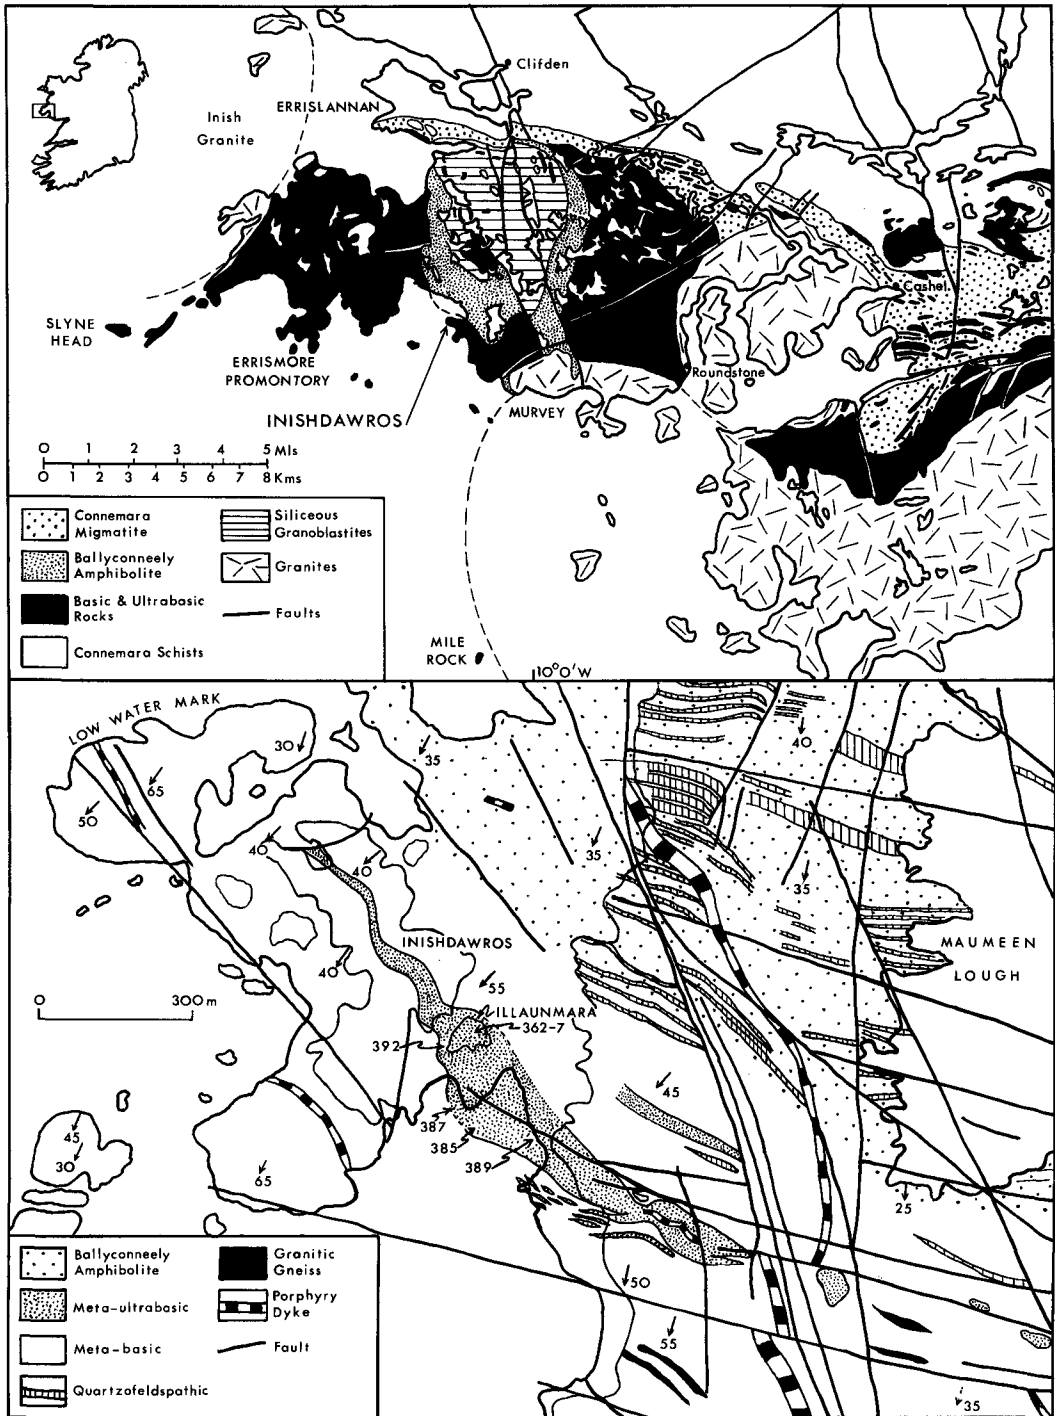 Clifden
ERRISLANNAN
Inish
Granite
Cashel
SLYNE
HEAD
ERRISMORE
PROMONTORY
Roundstone
INISHDAWROS
MURVEY
0 1 2 3 4 5 Mls
0 1 2 3 4 5 6 7 8 Kms
Connemara
Migmatite
Siliceous
Granoblastites
Ballyconneely
Amphibolite
Granites
Basic & Ultrabasic
Rocks
Faults
Connemara Schists
MILE
ROCK
10°0'W
LOW WATER MARK
30
35
40
65
50
40
40
35
35
INISHDAWROS
MAUMEEN
LOUGH
40
55
0 300m
ILLAUNMARA
362-7
392
45
387
385
389
45
30
65
25
50
55
35
Ballyconneely
Amphibolite
Granitic
Gneiss
Meta-ultrabasic
Porphyry
Dyke
Meta-basic
Fault
Quartzofeldspathic